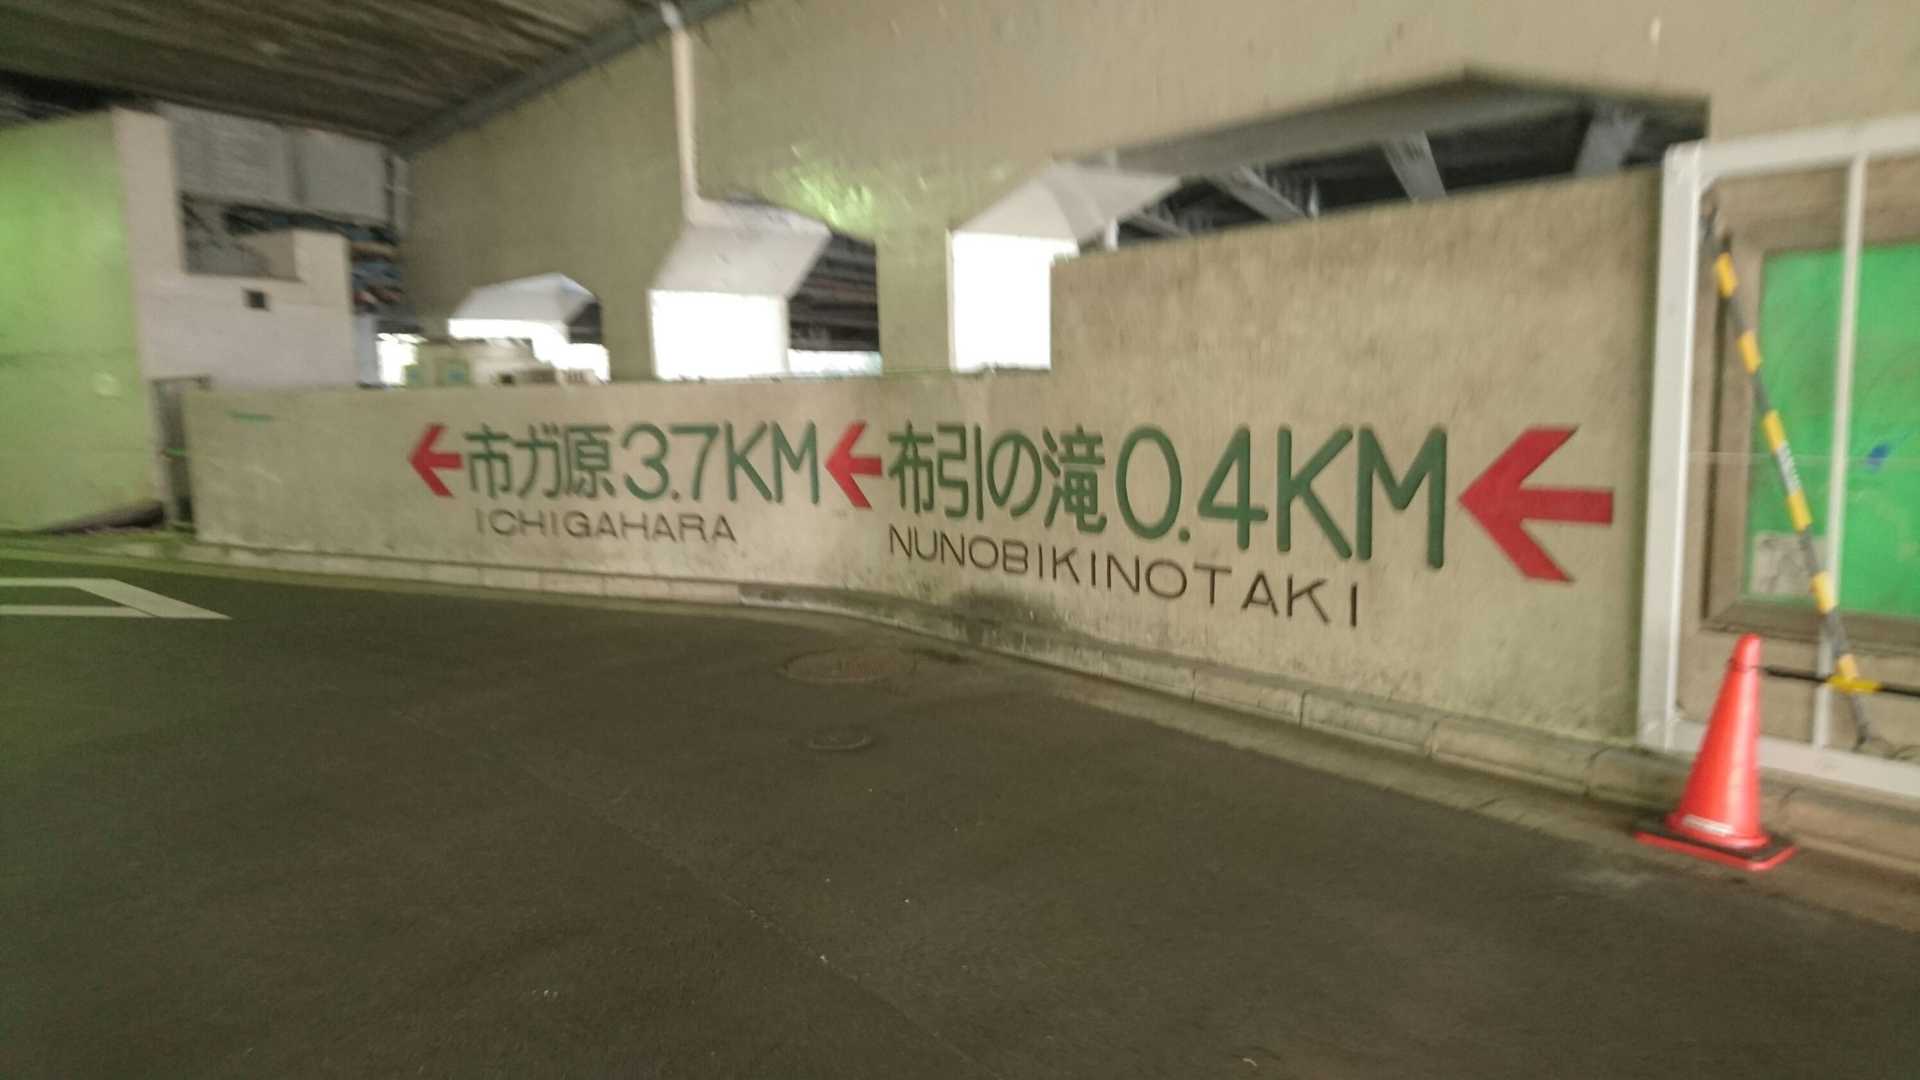 ←市ガ原3.7KM←布引の滝0.4KM←
ICHIGAHARA NUNOBIKINOTAKI